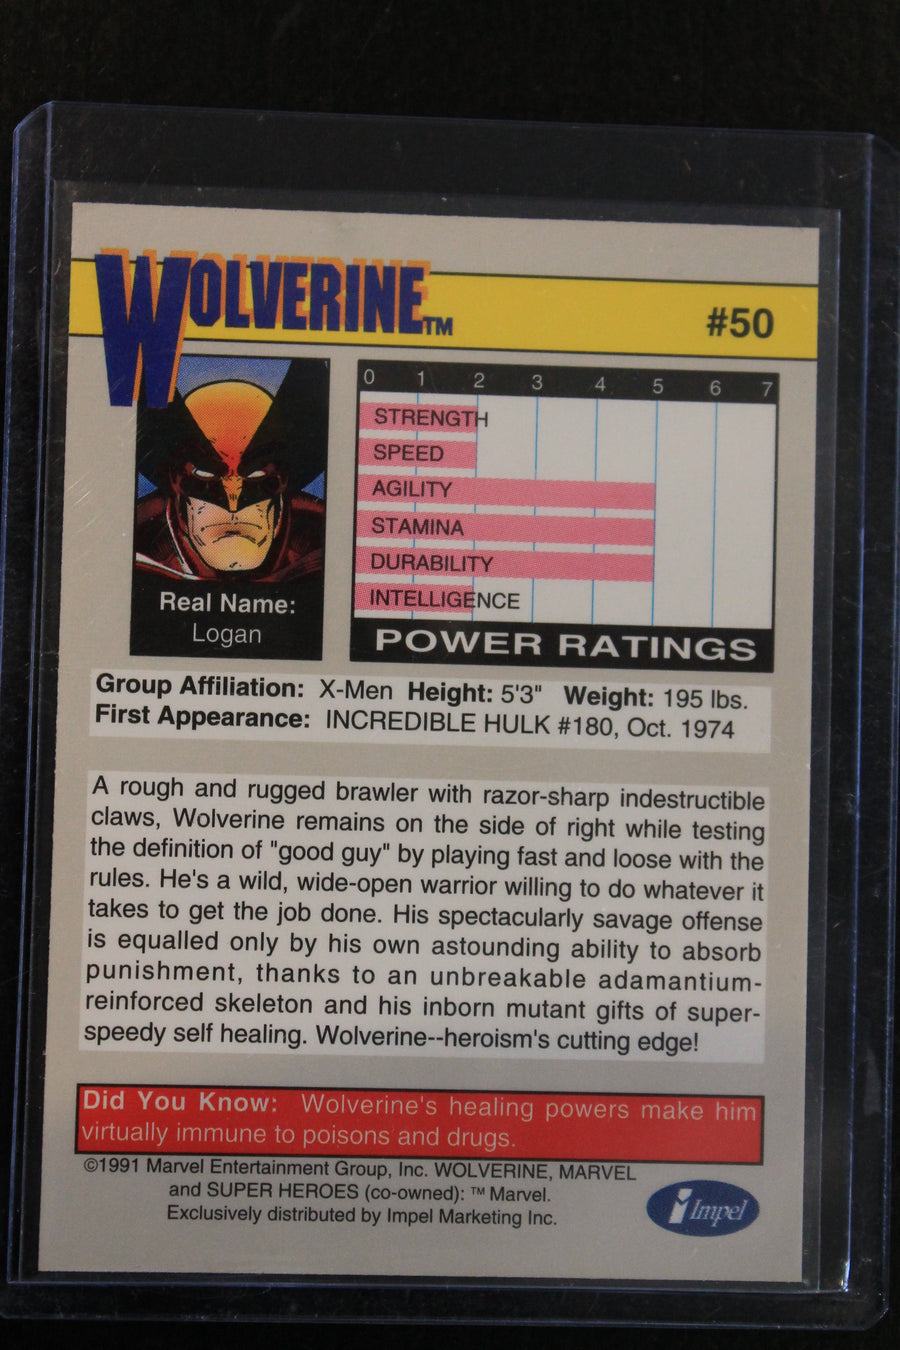 WOLVERINE™
#50
0 1 2 3 4 5 6 7
STRENGTH
SPEED
AGILITY
STAMINA
DURABILITY
INTELLIGENCE
POWER RATINGS
Real Name:
Logan
Group Affiliation: X-Men Height: 5'3" Weight: 195 lbs.
First Appearance: INCREDIBLE HULK #180, Oct. 1974
A rough and rugged brawler with razor-sharp indestructible
claws, Wolverine remains on the side of right while testing
the definition of "good guy" by playing fast and loose with the
rules. He's a wild, wide-open warrior willing to do whatever it
takes to get the job done. His spectacularly savage offense
is equalled only by his own astounding ability to absorb
punishment, thanks to an unbreakable adamantium-
reinforced skeleton and his inborn mutant gifts of super-
speedy self healing. Wolverine--heroism's cutting edge!
Did You Know: Wolverine's healing powers make him
virtually immune to poisons and drugs.
©1991 Marvel Entertainment Group, Inc. WOLVERINE, MARVEL
and SUPER HEROES (co-owned): ™ Marvel.
Exclusively distributed by Impel Marketing Inc.
i Impel